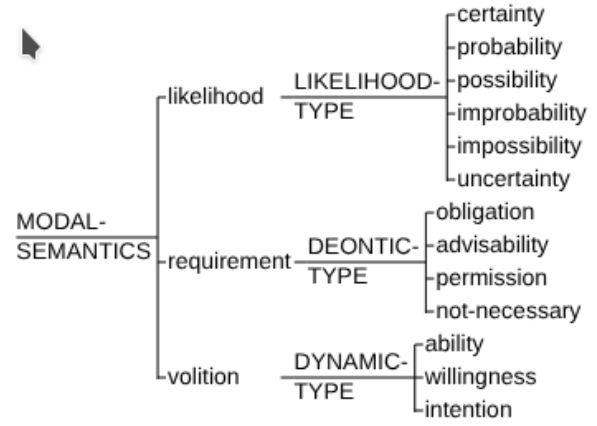 certainty
probability
possibility
improbability
impossibility
uncertainty
likelihood
LIKELIHOOD-
TYPE
MODAL-
SEMANTICS
obligation
advisability
permission
not-necessary
requirement
DEONTIC-
TYPE
ability
willingness
intention
volition
DYNAMIC-
TYPE